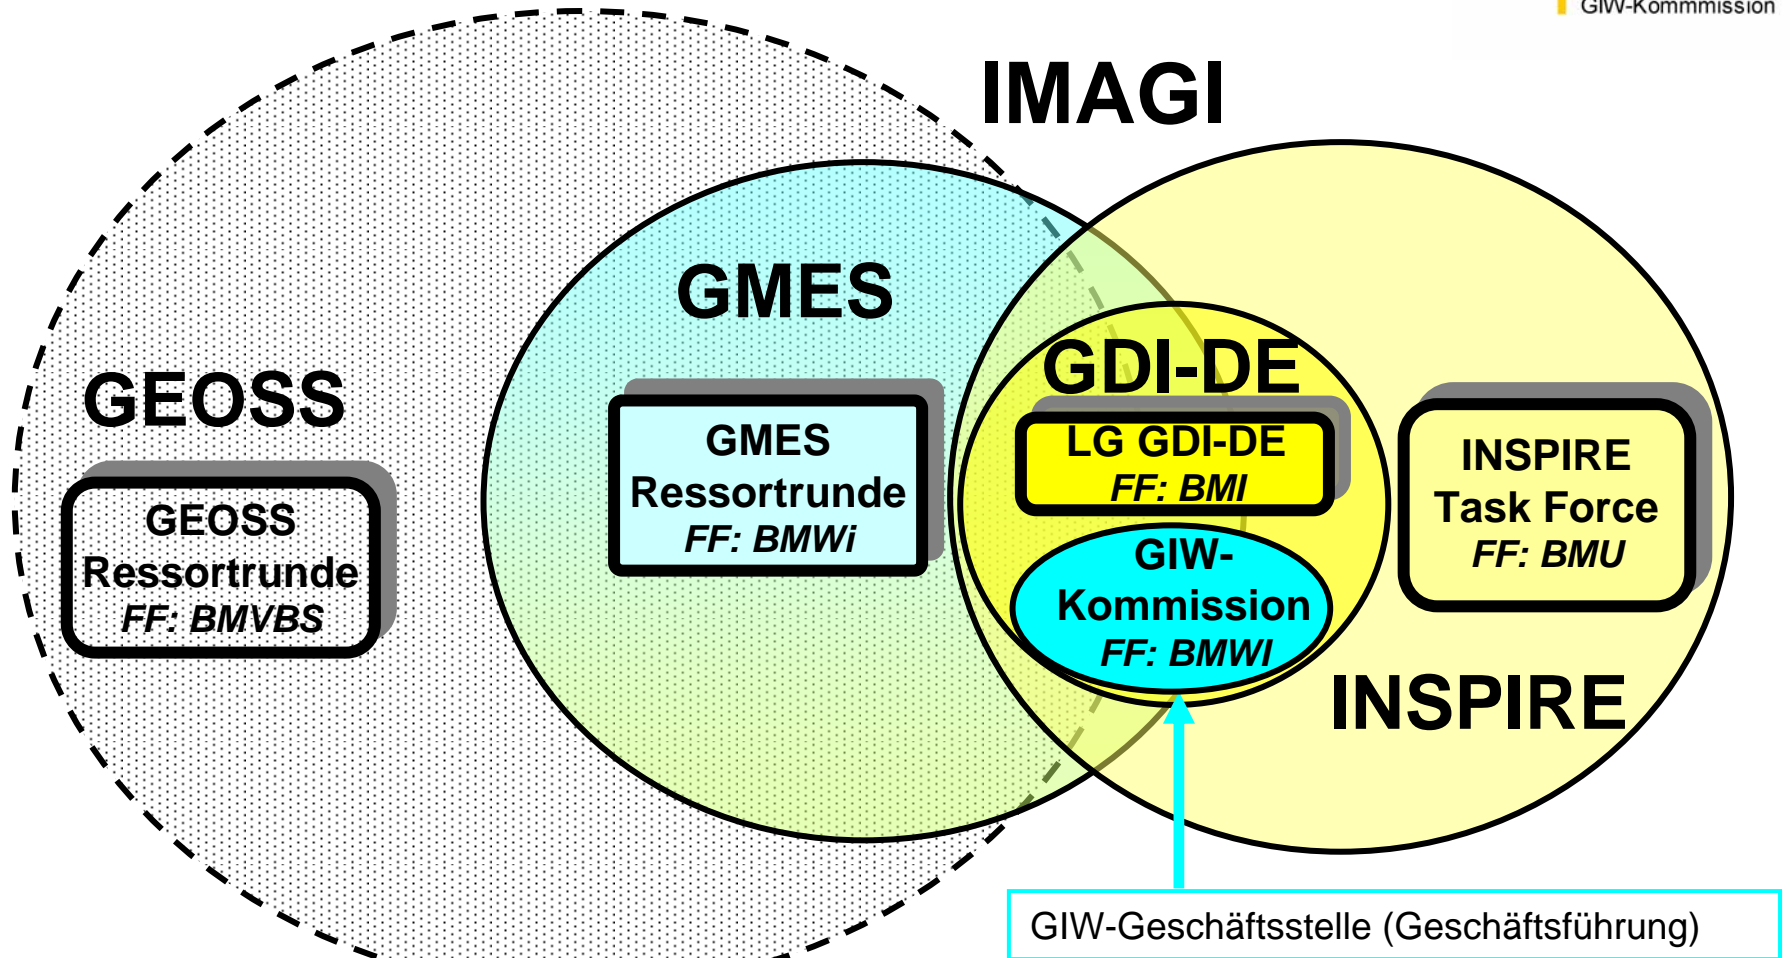 GIW-Kommmission
IMAGI
GMES
GEOSS
GDI-DE
INSPIRE
GEOSS
Ressortrunde
FF: BMVBS
GMES
Ressortrunde
FF: BMWi
LG GDI-DE
FF: BMI
GIW-
Kommission
FF: BMWI
INSPIRE
Task Force
FF: BMU
GIW-Geschäftsstelle (Geschäftsführung)